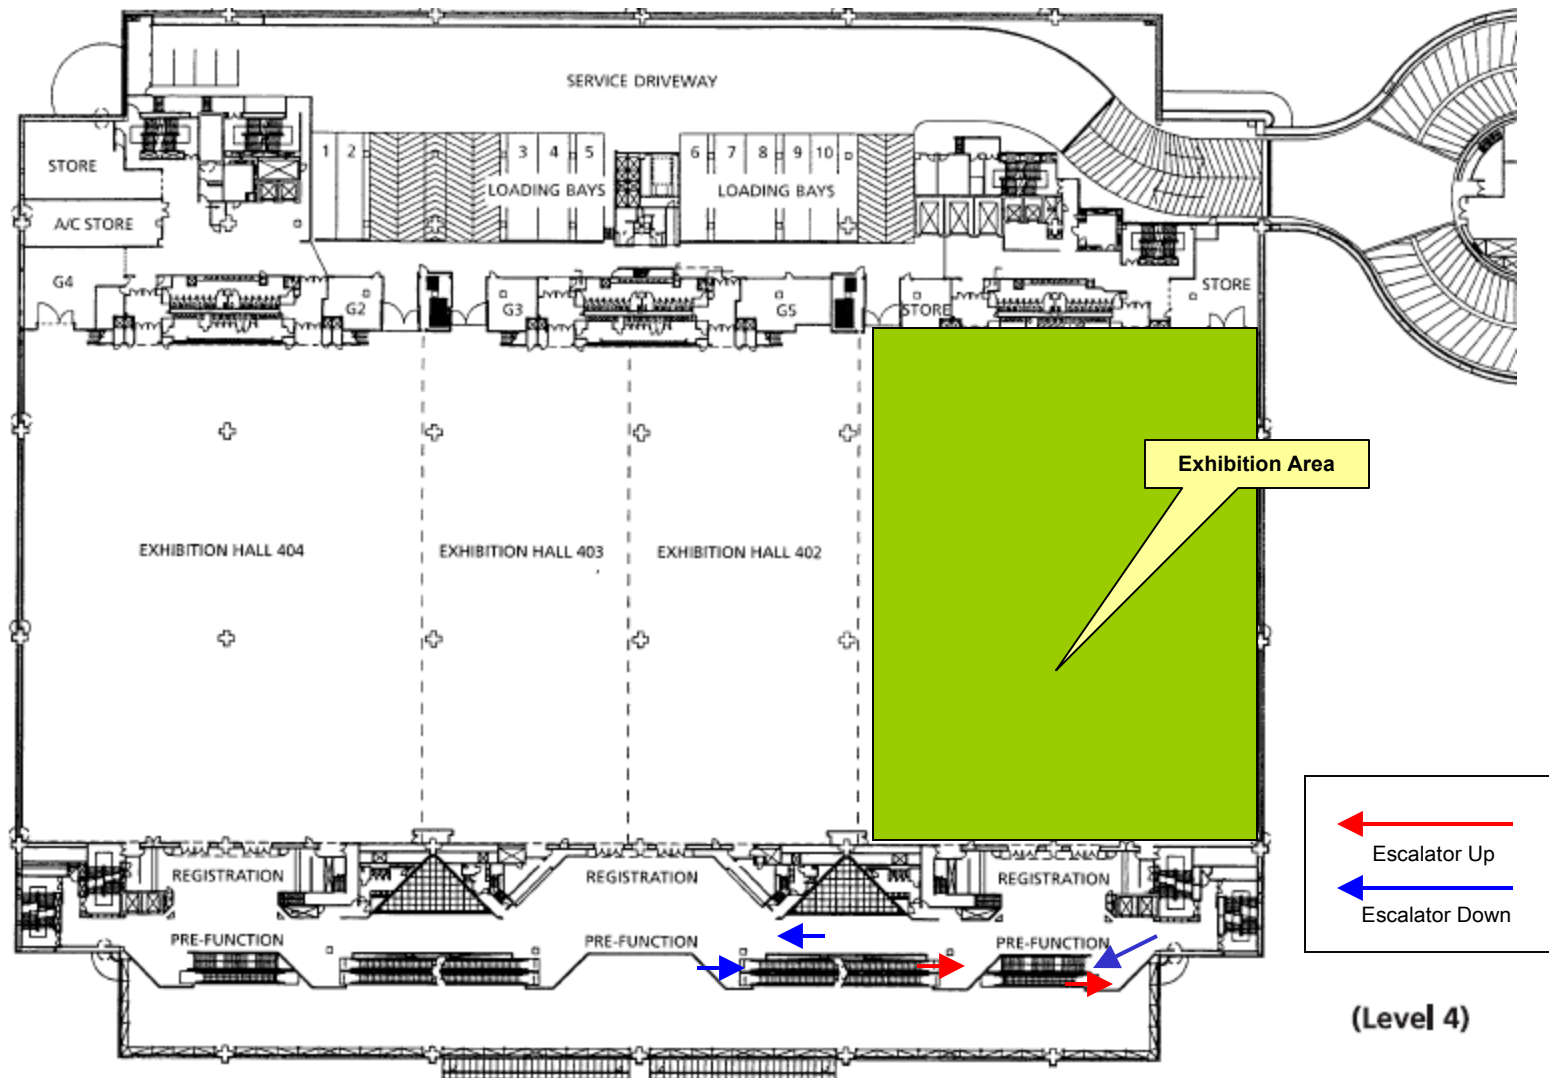 SERVICE DRIVEWAY
1 2 3 4 5 6 7 8 9 10
STORE
LOADING BAYS
LOADING BAYS
A/C STORE
G4
STORE
G2
G3
G5
STORE
Exhibition Area
EXHIBITION HALL 404
EXHIBITION HALL 403
EXHIBITION HALL 402
Escalator Up
REGISTRATION
REGISTRATION
REGISTRATION
Escalator Down
PRE-FUNCTION
PRE-FUNCTION
PRE-FUNCTION
(Level 4)